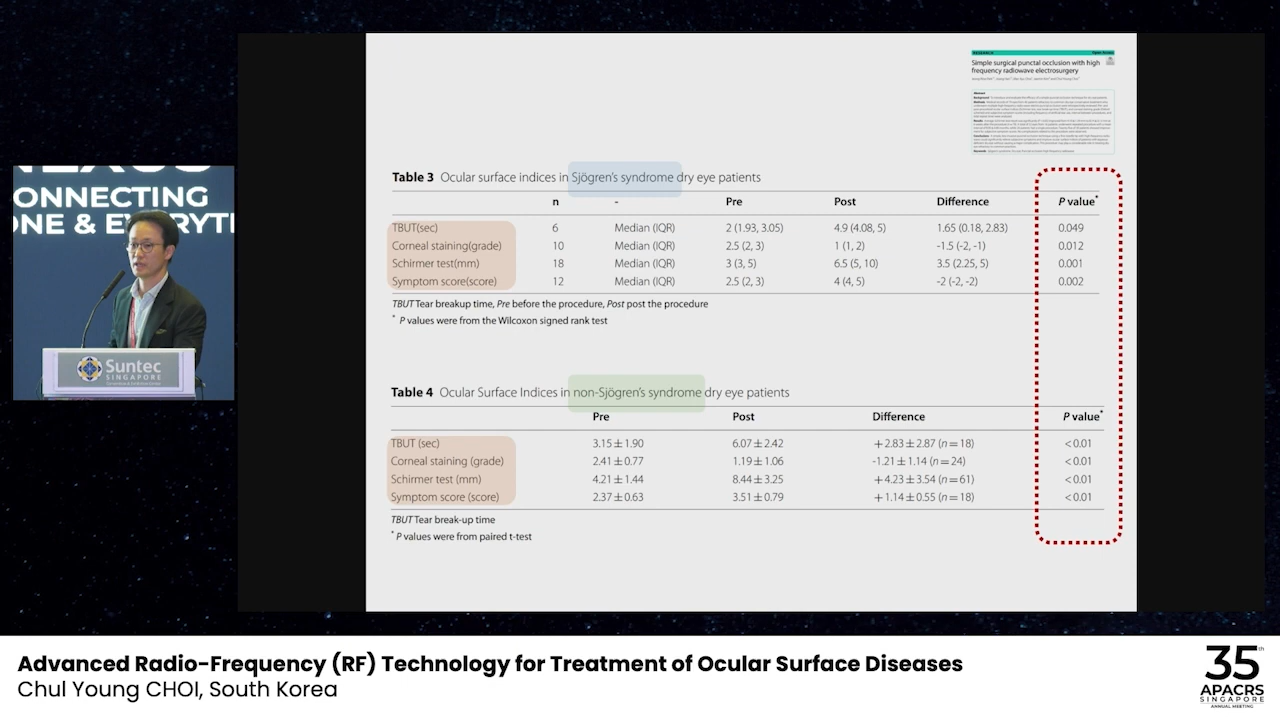 NEXUS
ONNECTING
ONE & EVERYTH
Suntec
SINGAPORE
RESEARCH
Open Access
Simple surgical punctal occlusion with high
frequency radiowave electrosurgery
Abstract
Table 3 Ocular surface indices in Sjögren's syndrome dry eye patients
n - Pre Post Difference P value*
TBUT(sec) 6 Median (IQR) 2 (1.93, 3.05) 4.9 (4.08, 5) 1.65 (0.18, 2.83) 0.049
Corneal staining(grade) 10 Median (IQR) 2.5 (2, 3) 1 (1, 2) -1.5 (-2, -1) 0.012
Schirmer test(mm) 18 Median (IQR) 3 (3, 5) 6.5 (5, 10) 3.5 (2.25, 5) 0.001
Symptom score(score) 12 Median (IQR) 2.5 (2, 3) 4 (4, 5) -2 (-2, -2) 0.002
TBUT Tear breakup time, Pre before the procedure, Post post the procedure
* P values were from the Wilcoxon signed rank test
Table 4 Ocular Surface Indices in non-Sjögren's syndrome dry eye patients
Pre Post Difference P value*
TBUT (sec) 3.15 ± 1.90 6.07 ± 2.42 + 2.83 ± 2.87 (n = 18) < 0.01
Corneal staining (grade) 2.41 ± 0.77 1.19 ± 1.06 -1.21 ± 1.14 (n = 24) < 0.01
Schirmer test (mm) 4.21 ± 1.44 8.44 ± 3.25 + 4.23 ± 3.54 (n = 61) < 0.01
Symptom score (score) 2.37 ± 0.63 3.51 ± 0.79 + 1.14 ± 0.55 (n = 18) < 0.01
TBUT Tear break-up time
* P values were from paired t-test
Advanced Radio-Frequency (RF) Technology for Treatment of Ocular Surface Diseases
Chul Young CHOI, South Korea
35th
APACRS
SINGAPORE
ANNUAL MEETING